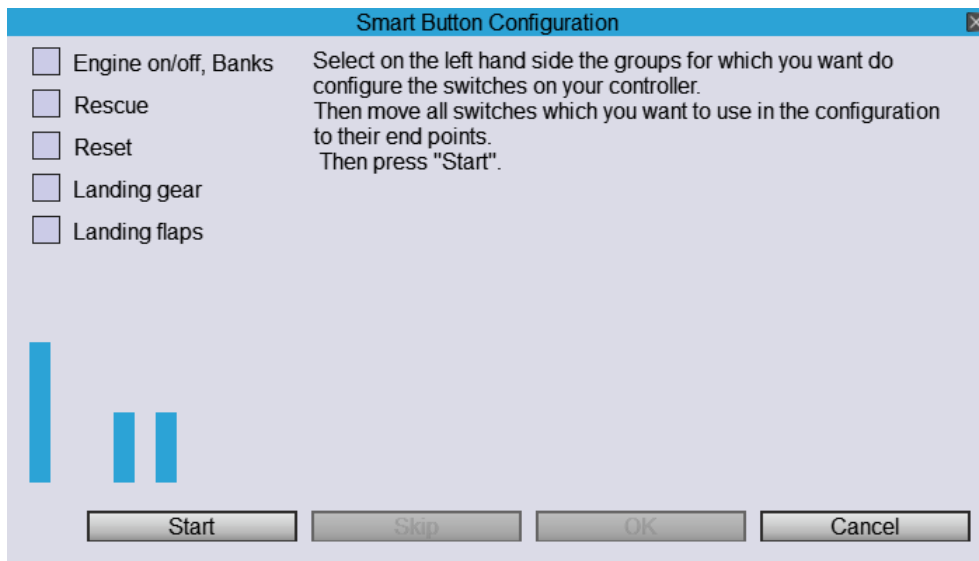 Smart Button Configuration
Engine on/off, Banks
Rescue
Reset
Landing gear
Landing flaps
Select on the left hand side the groups for which you want do
configure the switches on your controller.
Then move all switches which you want to use in the configuration
to their end points.
Then press "Start".
Start
Skip
OK
Cancel